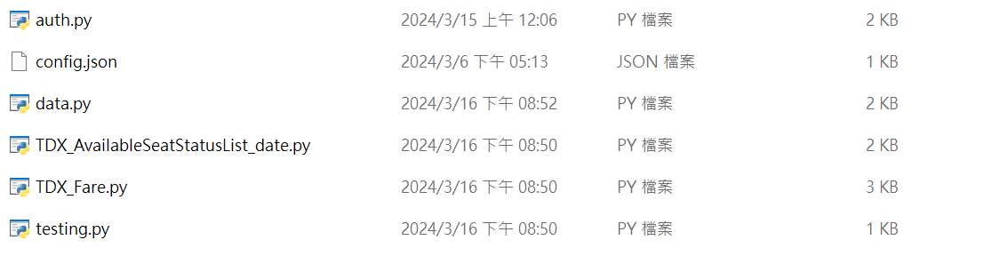 auth.py 2024/3/15 上午 12:06 PY 檔案 2 KB
config.json 2024/3/6 下午 05:13 JSON 檔案 1 KB
data.py 2024/3/16 下午 08:52 PY 檔案 2 KB
TDX_AvailableSeatStatusList_date.py 2024/3/16 下午 08:50 PY 檔案 2 KB
TDX_Fare.py 2024/3/16 下午 08:50 PY 檔案 3 KB
testing.py 2024/3/16 下午 08:50 PY 檔案 1 KB